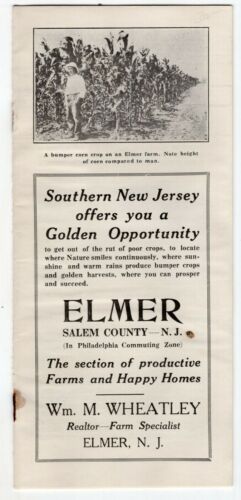 A bumper corn crop on an Elmer farm. Note height
of corn compared to man.
Southern New Jersey
offers you a
Golden Opportunity
to get out of the rut of poor crops, to locate
where Nature smiles continuously, where sun-
shine and warm rains produce bumper crops
and golden harvests, where you can prosper
and succeed.
ELMER
SALEM COUNTY—N. J.
(In Philadelphia Commuting Zone)
The section of productive
Farms and Happy Homes
Wm. M. WHEATLEY
Realtor—Farm Specialist
ELMER, N. J.